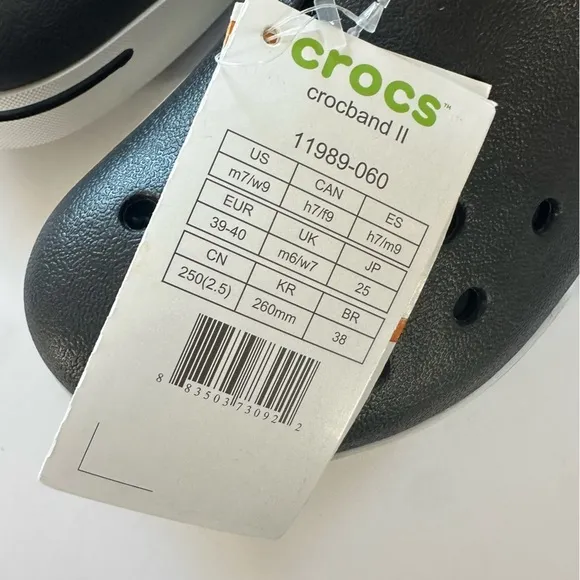 crocs™
crocband II
11989-060
US CAN ES
m7/w9 h7/f9 h7/m9
EUR UK JP
39-40 m6/w7 25
CN KR BR
250(2.5) 260mm 38
8 83503 73092 2